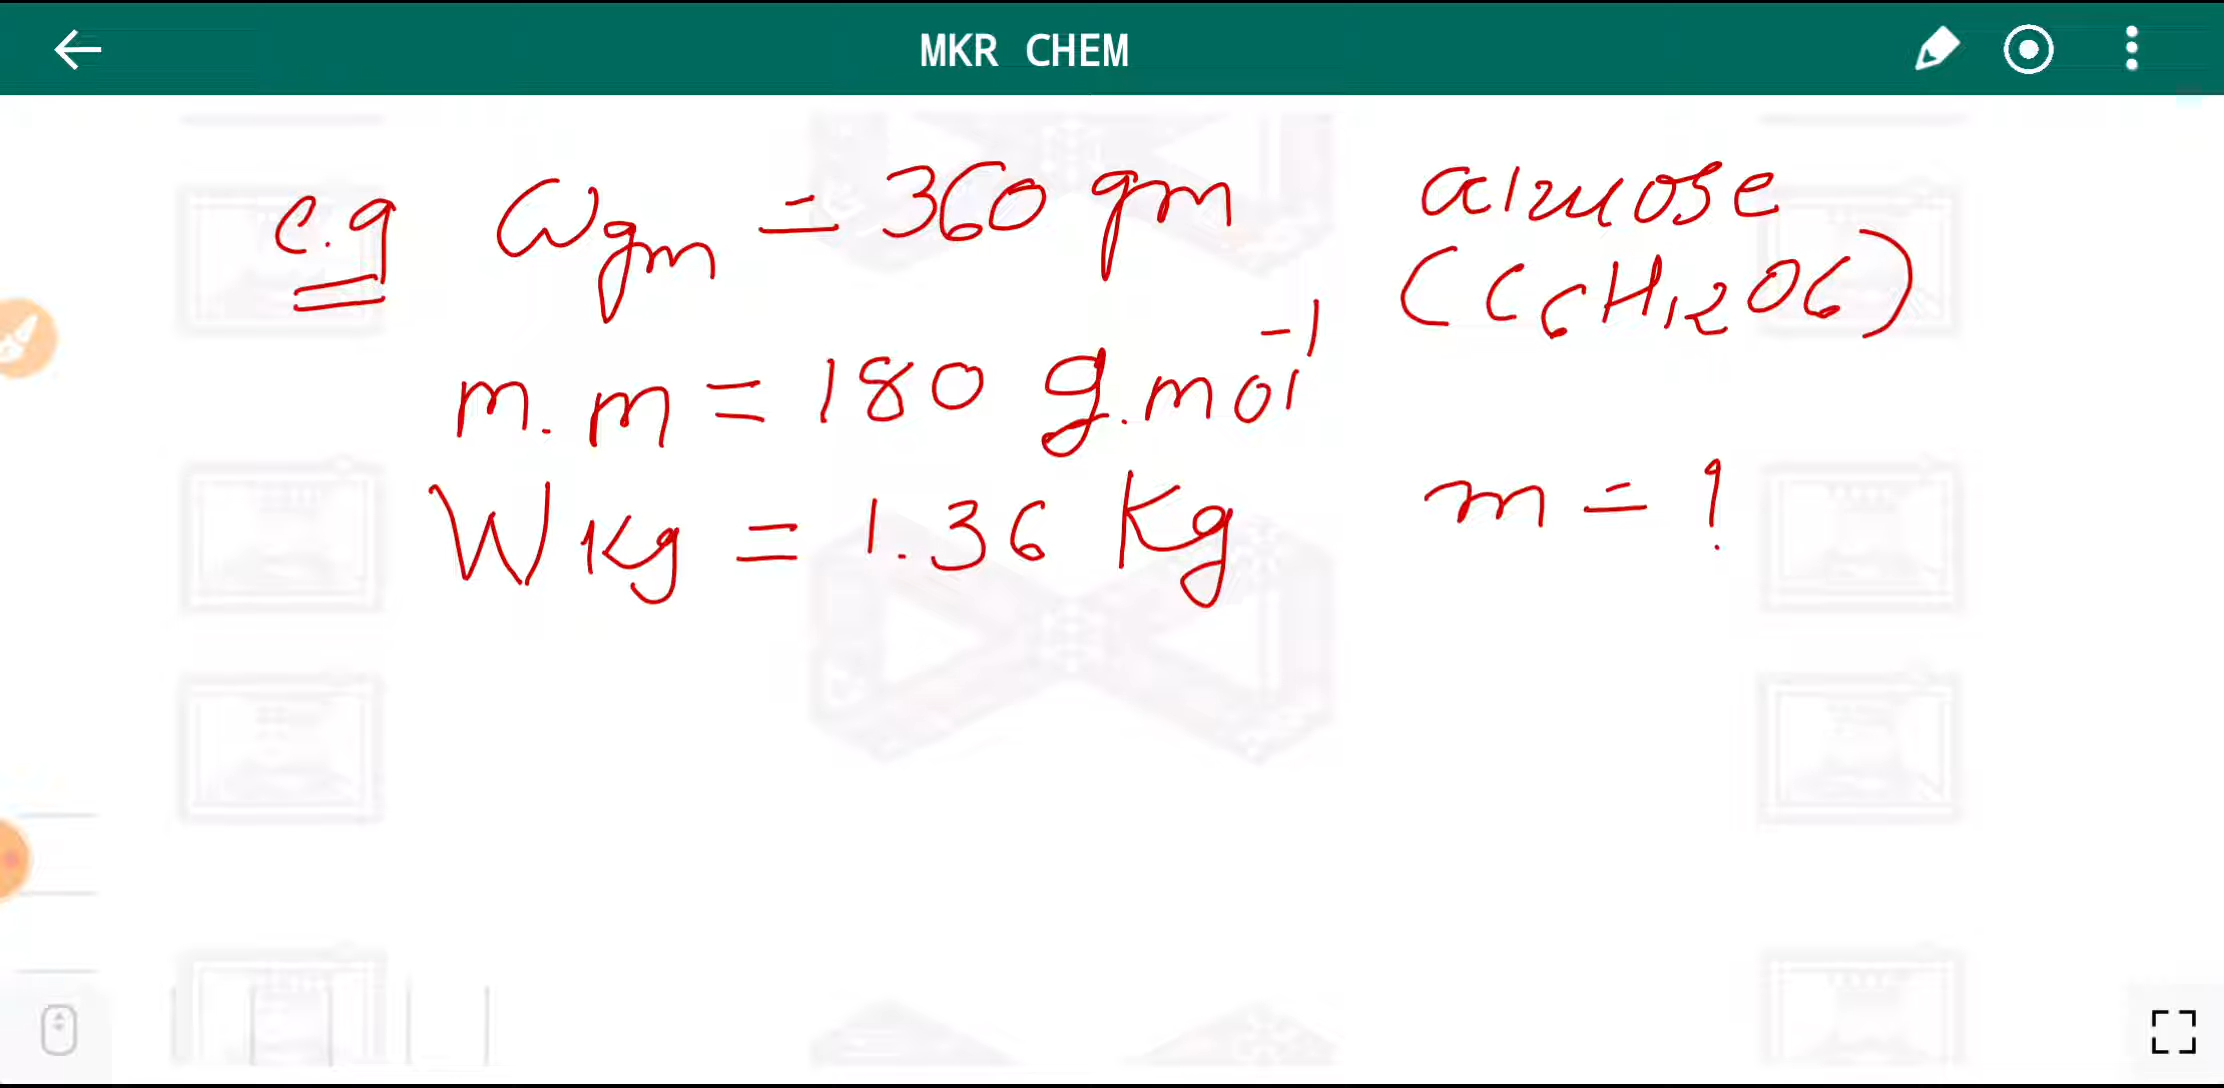 MKR CHEM
e.g Wgm = 360 gm
glucose
(C6H12O6)
m.m = 180 g.mol⁻¹
W Kg = 1.36 Kg
m = ?